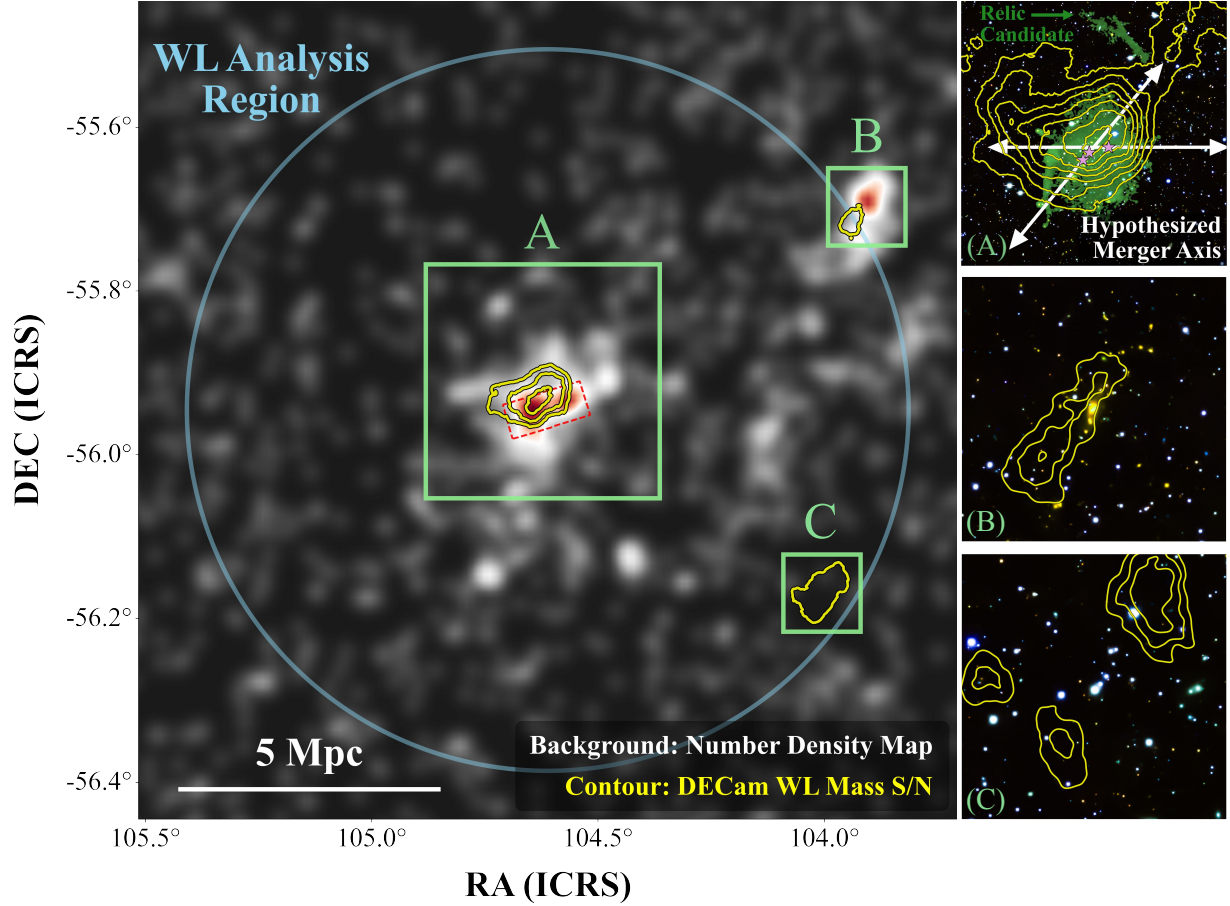 WL Analysis
Region
A
B
C
5 Mpc
Background: Number Density Map
Contour: DECam WL Mass S/N
-55.6°
-55.8°
-56.0°
-56.2°
-56.4°
DEC (ICRS)
105.5°
105.0°
104.5°
104.0°
RA (ICRS)
Relic
Candidate
Hypothesized
Merger Axis
(A)
(B)
(C)